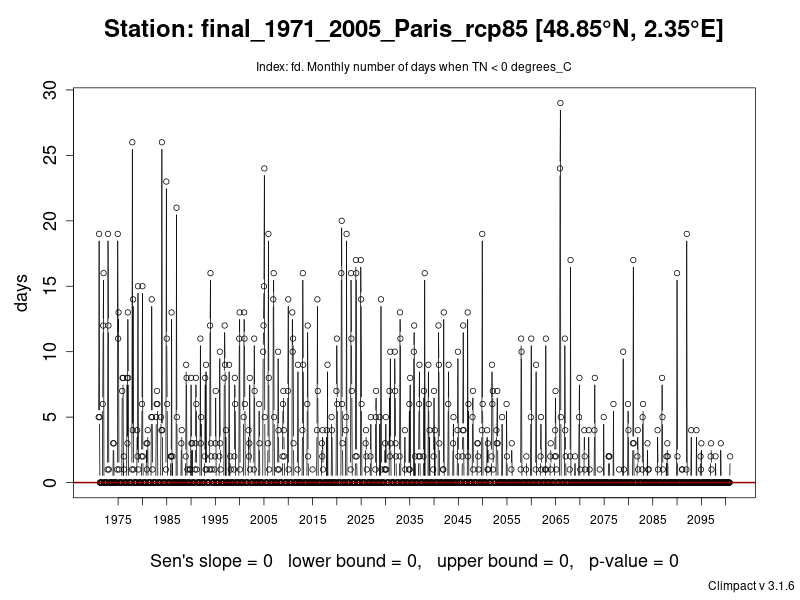 Station: final_1971_2005_Paris_rcp85 [48.85°N, 2.35°E]
Index: fd. Monthly number of days when TN < 0 degrees_C
30
25
20
15
10
5
0
days
1975 1985 1995 2005 2015 2025 2035 2045 2055 2065 2075 2085 2095
Sen's slope = 0 lower bound = 0, upper bound = 0, p-value = 0
Climpact v 3.1.6